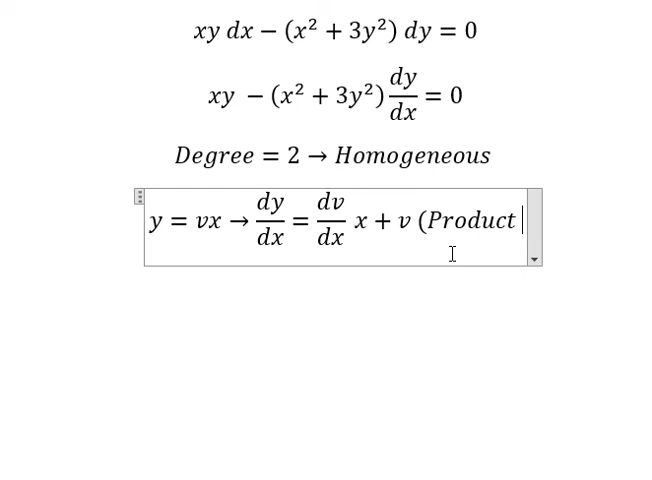 xy dx − (x² + 3y²) dy = 0
xy − (x² + 3y²) dy/dx = 0
Degree = 2 → Homogeneous
y = vx → dy/dx = dv/dx x + v (Product